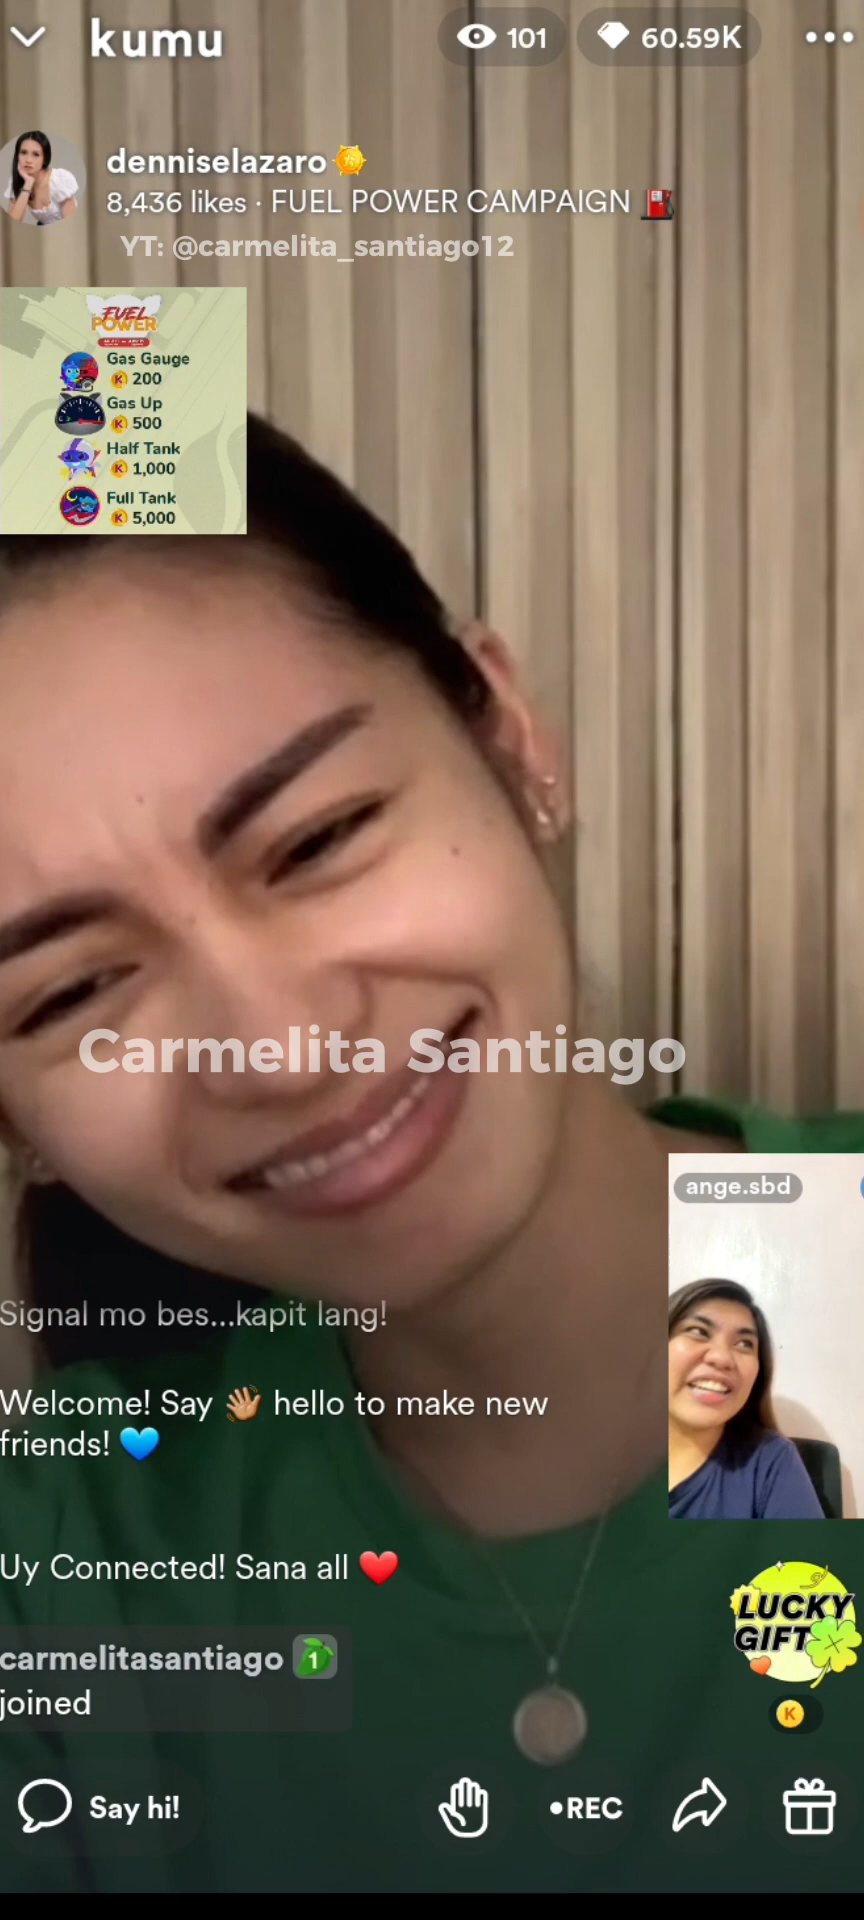 kumu
101
60.59K
denniselazaro
8,436 likes · FUEL POWER CAMPAIGN ⛽
YT: @carmelita_santiago12
FUEL
POWER
Gas Gauge
K 200
Gas Up
K 500
Half Tank
K 1,000
Full Tank
K 5,000
Carmelita Santiago
ange.sbd
Signal mo bes...kapit lang!
Welcome! Say 👋🏽 hello to make new
friends! 💙
Uy Connected! Sana all ❤️
LUCKY
GIFT
K
carmelitasantiago 1
joined
Say hi!
•REC